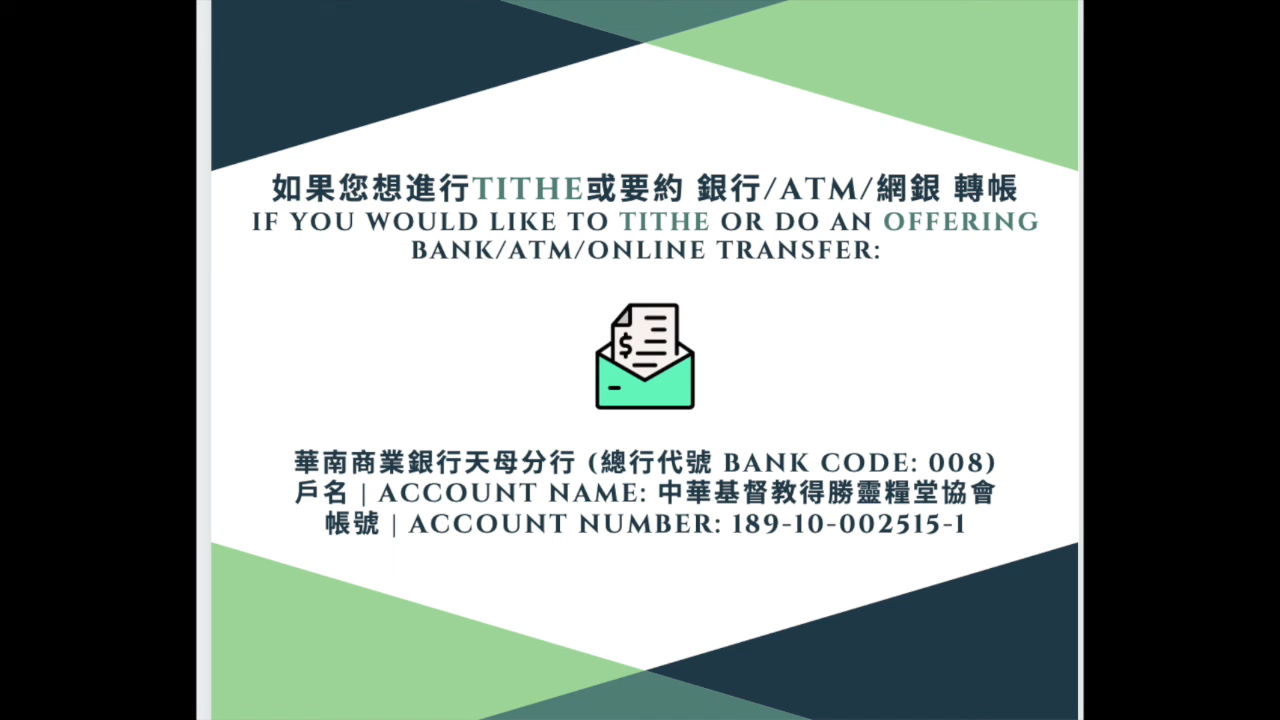 如果您想進行TITHE或要約 銀行/ATM/網銀 轉帳
IF YOU WOULD LIKE TO TITHE OR DO AN OFFERING
BANK/ATM/ONLINE TRANSFER:
$
華南商業銀行天母分行 (總行代號 BANK CODE: 008)
戶名 | ACCOUNT NAME: 中華基督教得勝靈糧堂協會
帳號 | ACCOUNT NUMBER: 189-10-002515-1